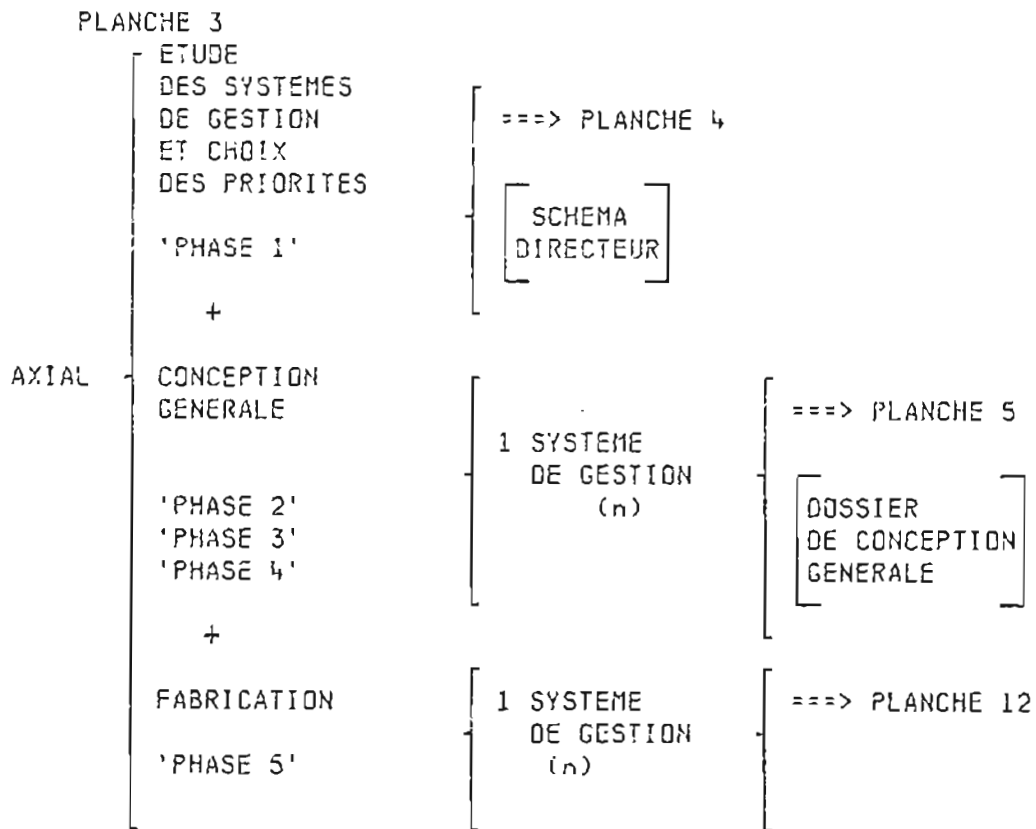 PLANCHE 3
ETUDE
DES SYSTEMES
DE GESTION
ET CHOIX
DES PRIORITES
'PHASE 1'
+
===> PLANCHE 4
SCHEMA
DIRECTEUR
AXIAL
CONCEPTION
GENERALE
'PHASE 2'
'PHASE 3'
'PHASE 4'
+
1 SYSTEME
DE GESTION
(n)
===> PLANCHE 5
DOSSIER
DE CONCEPTION
GENERALE
FABRICATION
'PHASE 5'
1 SYSTEME
DE GESTION
(n)
===> PLANCHE 12